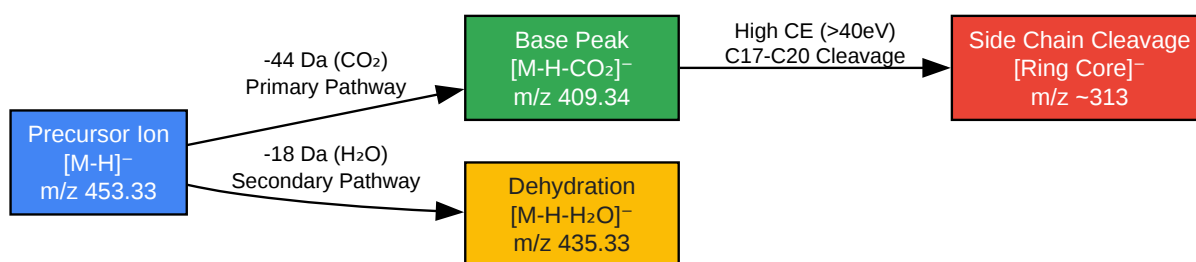 Precursor Ion
[M-H]⁻
m/z 453.33
-44 Da (CO₂)
Primary Pathway
-18 Da (H₂O)
Secondary Pathway
Base Peak
[M-H-CO₂]⁻
m/z 409.34
Dehydration
[M-H-H₂O]⁻
m/z 435.33
High CE (>40eV)
C17-C20 Cleavage
Side Chain Cleavage
[Ring Core]⁻
m/z ~313